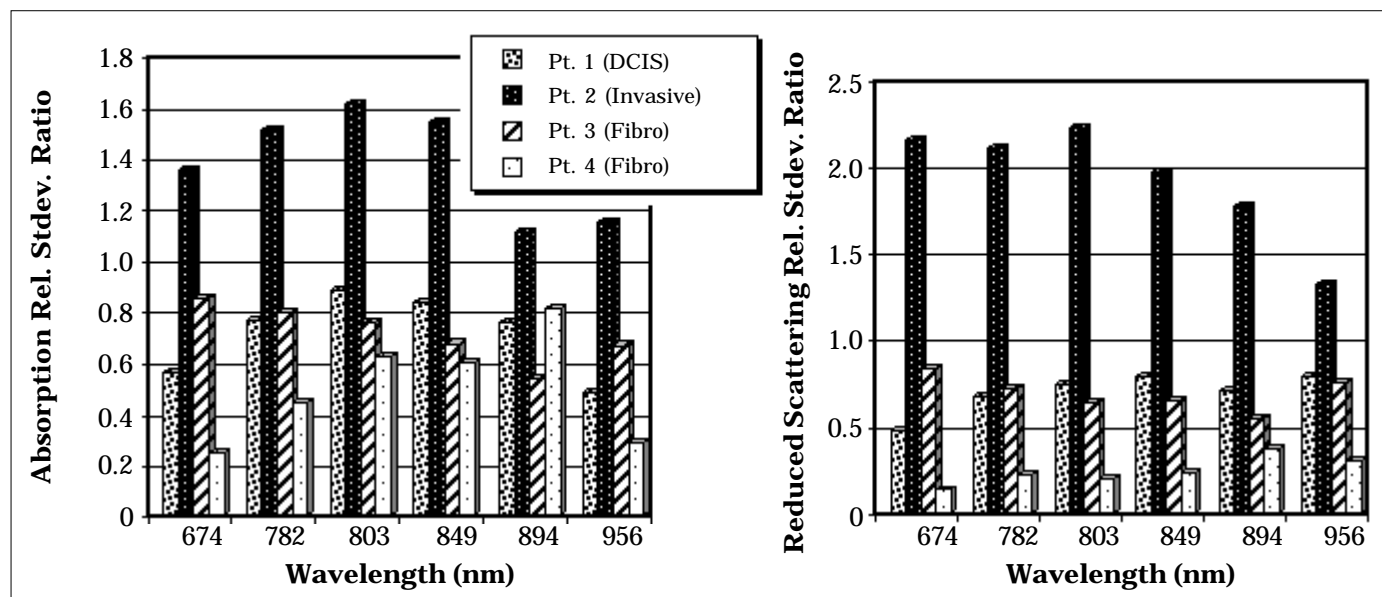 Absorption Rel. Stdev. Ratio
1.8
1.6
1.4
1.2
1.0
0.8
0.6
0.4
0.2
0
674 782 803 849 894 956
Wavelength (nm)
Pt. 1 (DCIS)
Pt. 2 (Invasive)
Pt. 3 (Fibro)
Pt. 4 (Fibro)
Reduced Scattering Rel. Stdev. Ratio
2.5
2.0
1.5
1.0
0.5
0
674 782 803 849 894 956
Wavelength (nm)